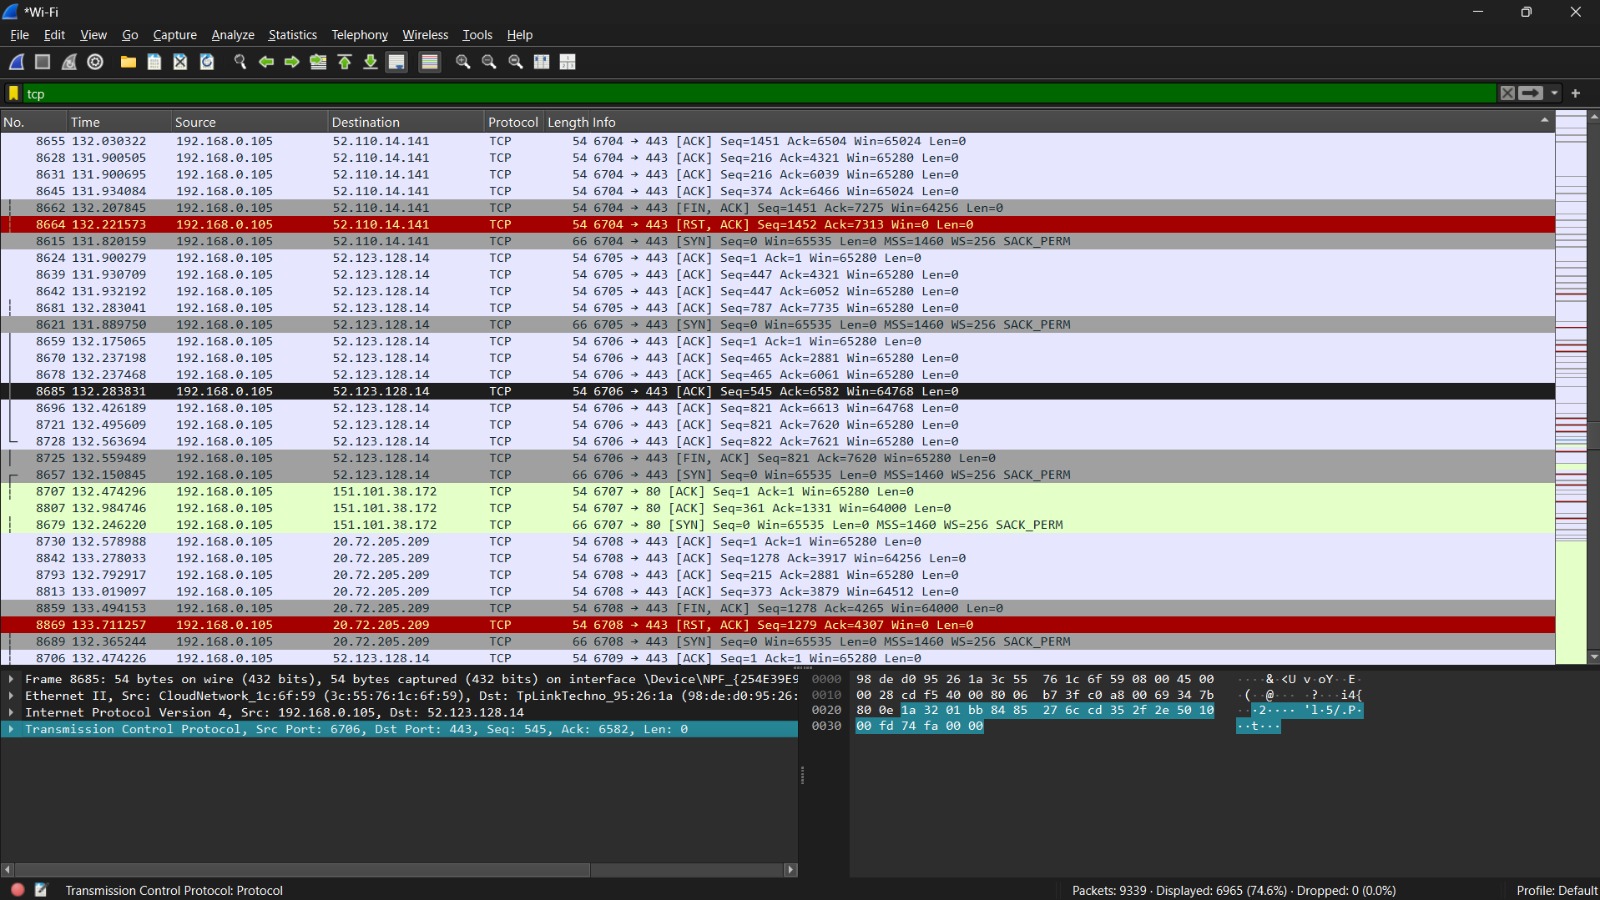 *Wi-Fi
File Edit View Go Capture Analyze Statistics Telephony Wireless Tools Help
tcp
No. Time Source Destination Protocol Length Info
8655 132.030322 192.168.0.105 52.110.14.141 TCP 54 6704 → 443 [ACK] Seq=1451 Ack=6504 Win=65024 Len=0
8628 131.900505 192.168.0.105 52.110.14.141 TCP 54 6704 → 443 [ACK] Seq=216 Ack=4321 Win=65280 Len=0
8631 131.900695 192.168.0.105 52.110.14.141 TCP 54 6704 → 443 [ACK] Seq=216 Ack=6039 Win=65280 Len=0
8645 131.934084 192.168.0.105 52.110.14.141 TCP 54 6704 → 443 [ACK] Seq=374 Ack=6466 Win=65024 Len=0
8662 132.207845 192.168.0.105 52.110.14.141 TCP 54 6704 → 443 [FIN, ACK] Seq=1451 Ack=7275 Win=64256 Len=0
8664 132.221573 192.168.0.105 52.110.14.141 TCP 54 6704 → 443 [RST, ACK] Seq=1452 Ack=7313 Win=0 Len=0
8615 131.820159 192.168.0.105 52.110.14.141 TCP 66 6704 → 443 [SYN] Seq=0 Win=65535 Len=0 MSS=1460 WS=256 SACK_PERM
8624 131.900279 192.168.0.105 52.123.128.14 TCP 54 6705 → 443 [ACK] Seq=1 Ack=1 Win=65280 Len=0
8639 131.930709 192.168.0.105 52.123.128.14 TCP 54 6705 → 443 [ACK] Seq=447 Ack=4321 Win=65280 Len=0
8642 131.932192 192.168.0.105 52.123.128.14 TCP 54 6705 → 443 [ACK] Seq=447 Ack=6052 Win=65280 Len=0
8681 132.283041 192.168.0.105 52.123.128.14 TCP 54 6705 → 443 [ACK] Seq=787 Ack=7735 Win=65280 Len=0
8621 131.889750 192.168.0.105 52.123.128.14 TCP 66 6705 → 443 [SYN] Seq=0 Win=65535 Len=0 MSS=1460 WS=256 SACK_PERM
8659 132.175065 192.168.0.105 52.123.128.14 TCP 54 6706 → 443 [ACK] Seq=1 Ack=1 Win=65280 Len=0
8670 132.237198 192.168.0.105 52.123.128.14 TCP 54 6706 → 443 [ACK] Seq=465 Ack=2881 Win=65280 Len=0
8678 132.237468 192.168.0.105 52.123.128.14 TCP 54 6706 → 443 [ACK] Seq=465 Ack=6061 Win=65280 Len=0
8685 132.283831 192.168.0.105 52.123.128.14 TCP 54 6706 → 443 [ACK] Seq=545 Ack=6582 Win=64768 Len=0
8696 132.426189 192.168.0.105 52.123.128.14 TCP 54 6706 → 443 [ACK] Seq=821 Ack=6613 Win=64768 Len=0
8721 132.495609 192.168.0.105 52.123.128.14 TCP 54 6706 → 443 [ACK] Seq=821 Ack=7620 Win=65280 Len=0
8728 132.563694 192.168.0.105 52.123.128.14 TCP 54 6706 → 443 [ACK] Seq=822 Ack=7621 Win=65280 Len=0
8725 132.559489 192.168.0.105 52.123.128.14 TCP 54 6706 → 443 [FIN, ACK] Seq=821 Ack=7620 Win=65280 Len=0
8657 132.150845 192.168.0.105 52.123.128.14 TCP 66 6706 → 443 [SYN] Seq=0 Win=65535 Len=0 MSS=1460 WS=256 SACK_PERM
8707 132.474296 192.168.0.105 151.101.38.172 TCP 54 6707 → 80 [ACK] Seq=1 Ack=1 Win=65280 Len=0
8807 132.984746 192.168.0.105 151.101.38.172 TCP 54 6707 → 80 [ACK] Seq=361 Ack=1331 Win=64000 Len=0
8679 132.246220 192.168.0.105 151.101.38.172 TCP 66 6707 → 80 [SYN] Seq=0 Win=65535 Len=0 MSS=1460 WS=256 SACK_PERM
8730 132.578988 192.168.0.105 20.72.205.209 TCP 54 6708 → 443 [ACK] Seq=1 Ack=1 Win=65280 Len=0
8842 133.278033 192.168.0.105 20.72.205.209 TCP 54 6708 → 443 [ACK] Seq=1278 Ack=3917 Win=64256 Len=0
8793 132.792917 192.168.0.105 20.72.205.209 TCP 54 6708 → 443 [ACK] Seq=215 Ack=2881 Win=65280 Len=0
8813 133.019097 192.168.0.105 20.72.205.209 TCP 54 6708 → 443 [ACK] Seq=373 Ack=3879 Win=64512 Len=0
8859 133.494153 192.168.0.105 20.72.205.209 TCP 54 6708 → 443 [FIN, ACK] Seq=1278 Ack=4265 Win=64000 Len=0
8869 133.711257 192.168.0.105 20.72.205.209 TCP 54 6708 → 443 [RST, ACK] Seq=1279 Ack=4307 Win=0 Len=0
8689 132.365244 192.168.0.105 20.72.205.209 TCP 66 6708 → 443 [SYN] Seq=0 Win=65535 Len=0 MSS=1460 WS=256 SACK_PERM
8706 132.474226 192.168.0.105 52.123.128.14 TCP 54 6709 → 443 [ACK] Seq=1 Ack=1 Win=65280 Len=0
Frame 8685: 54 bytes on wire (432 bits), 54 bytes captured (432 bits) on interface \Device\NPF_{254E39E9
Ethernet II, Src: CloudNetwork_1c:6f:59 (3c:55:76:1c:6f:59), Dst: TpLinkTechno_95:26:1a (98:de:d0:95:26:
Internet Protocol Version 4, Src: 192.168.0.105, Dst: 52.123.128.14
Transmission Control Protocol, Src Port: 6706, Dst Port: 443, Seq: 545, Ack: 6582, Len: 0
0000 98 de d0 95 26 1a 3c 55 76 1c 6f 59 08 00 45 00 ····&·<U v·oY··E·
0010 00 28 cd f5 40 00 80 06 b7 3f c0 a8 00 69 34 7b ·(··@··· ·?···i4{
0020 80 0e 1a 32 01 bb 84 85 27 6c cd 35 2f 2e 50 10 ···2···· 'l·5/.P·
0030 00 fd 74 fa 00 00 ··t···
Transmission Control Protocol: Protocol
Packets: 9339 · Displayed: 6965 (74.6%) · Dropped: 0 (0.0%)
Profile: Default